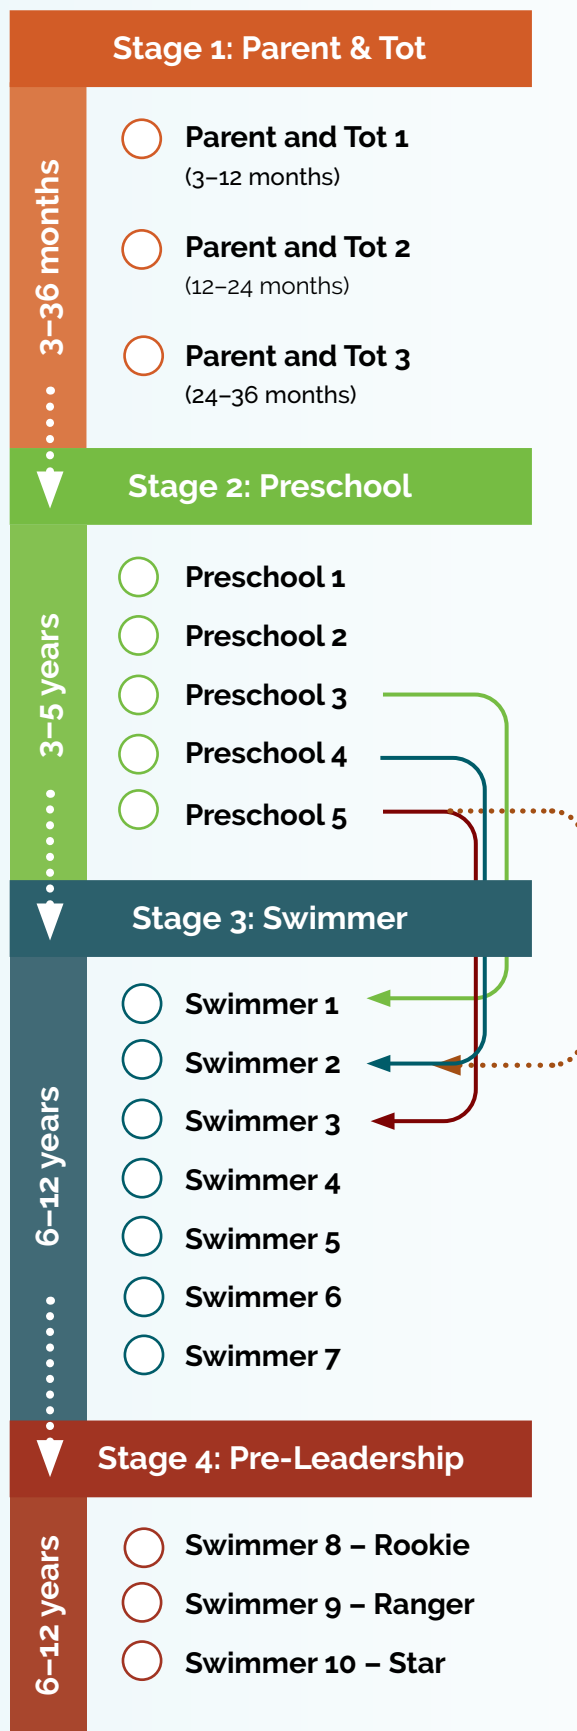 Stage 1: Parent & Tot
3–36 months
Parent and Tot 1
(3–12 months)
Parent and Tot 2
(12–24 months)
Parent and Tot 3
(24–36 months)
Stage 2: Preschool
3–5 years
Preschool 1
Preschool 2
Preschool 3
Preschool 4
Preschool 5
Stage 3: Swimmer
6–12 years
Swimmer 1
Swimmer 2
Swimmer 3
Swimmer 4
Swimmer 5
Swimmer 6
Swimmer 7
Stage 4: Pre-Leadership
6–12 years
Swimmer 8 – Rookie
Swimmer 9 – Ranger
Swimmer 10 – Star